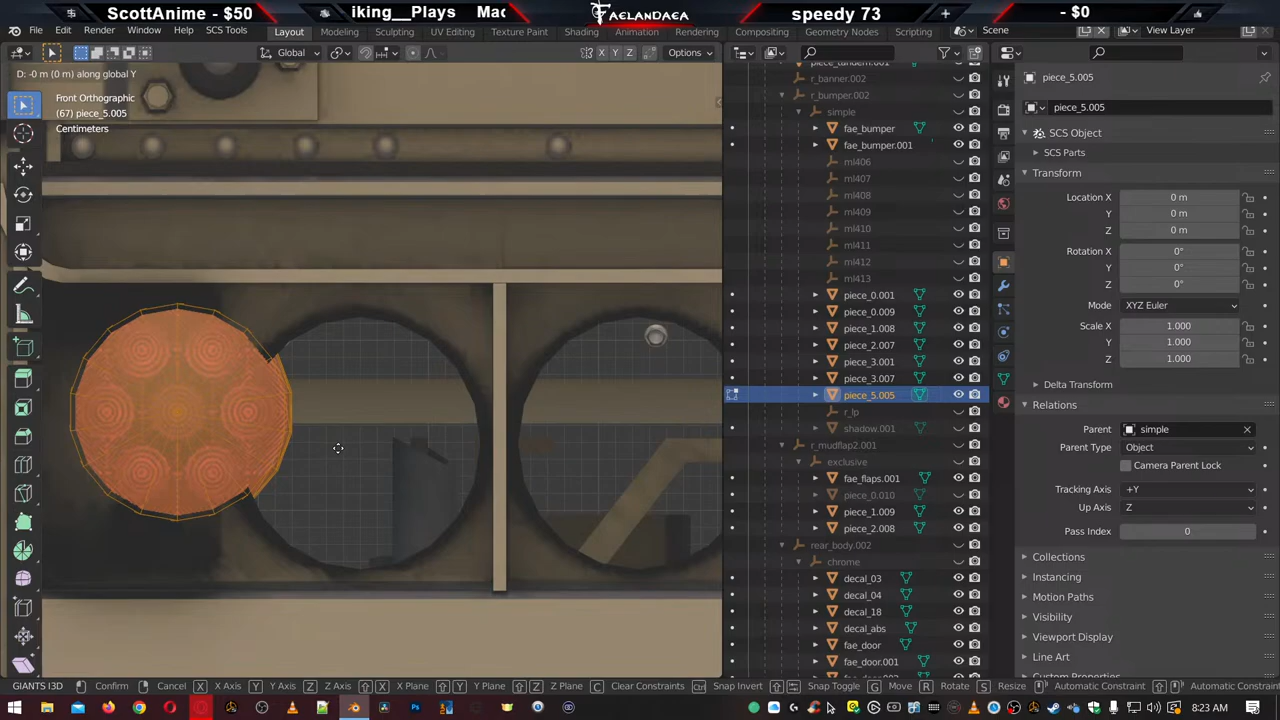 ScottAnime - $50
iking__Plays Mac
FAELANDAEA
speedy 73
- $0
File Edit Render Window Help SCS Tools
Layout Modeling Sculpting UV Editing Texture Paint Shading Animation Rendering Compositing Geometry Nodes Scripting
Scene
View Layer
Global
X Y Z
Options
D: -0 m (0 m) along global Y
Front Orthographic
(67) piece_5.005
Centimeters
r_banner.002
r_bumper.002
simple
fae_bumper
fae_bumper.001
ml406
ml407
ml408
ml409
ml410
ml411
ml412
ml413
piece_0.001
piece_0.009
piece_1.008
piece_2.007
piece_3.001
piece_3.007
piece_5.005
r_lp
shadow.001
r_mudflap2.001
exclusive
fae_flaps.001
piece_0.010
piece_1.009
piece_2.008
rear_body.002
chrome
decal_03
decal_04
decal_18
decal_abs
fae_door
fae_door.001
piece_5.005
piece_5.005
SCS Object
SCS Parts
Transform
Location X 0 m
Y 0 m
Z 0 m
Rotation X 0°
Y 0°
Z 0°
Mode XYZ Euler
Scale X 1.000
Y 1.000
Z 1.000
Delta Transform
Relations
Parent simple
Parent Type Object
Camera Parent Lock
Tracking Axis +Y
Up Axis Z
Pass Index 0
Collections
Instancing
Motion Paths
Visibility
Viewport Display
Line Art
GIANTS I3D Confirm Cancel X X Axis Y Y Axis Z Z Axis X X Plane Y Y Plane Z Z Plane C Clear Constraints Ctrl Snap Invert Snap Toggle G Move R Rotate S Resize Automatic Constraint Automatic Constrai
8:23 AM